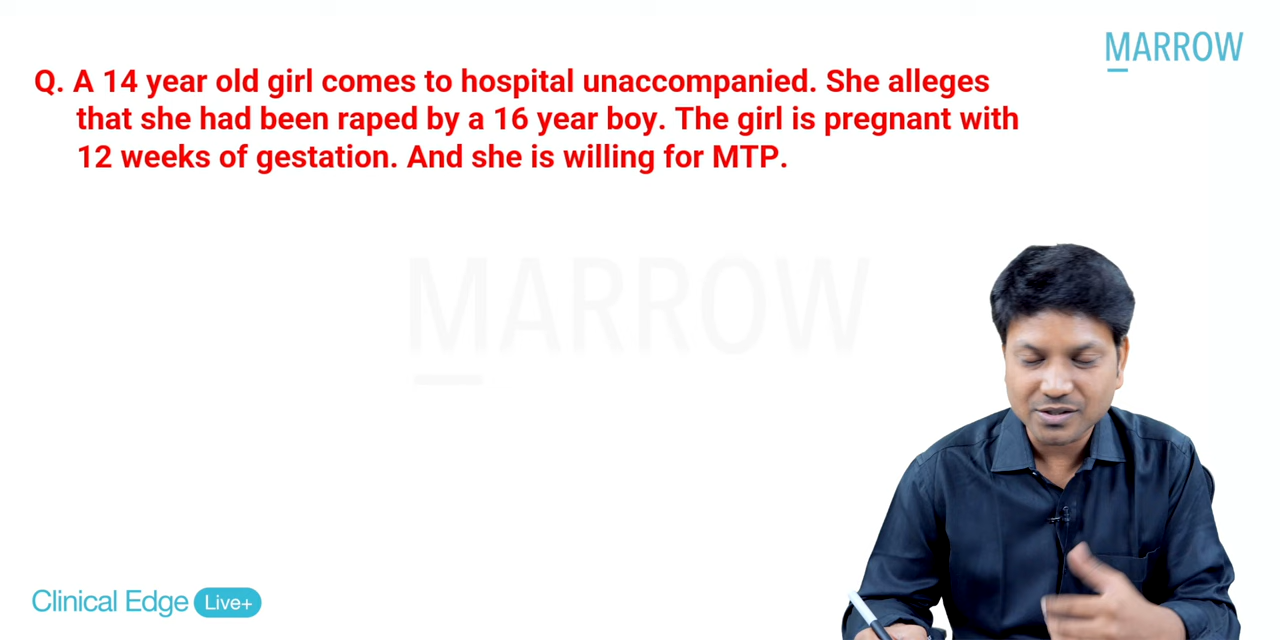 MARROW
Q. A 14 year old girl comes to hospital unaccompanied. She alleges
that she had been raped by a 16 year boy. The girl is pregnant with
12 weeks of gestation. And she is willing for MTP.
MARROW
Clinical Edge Live+